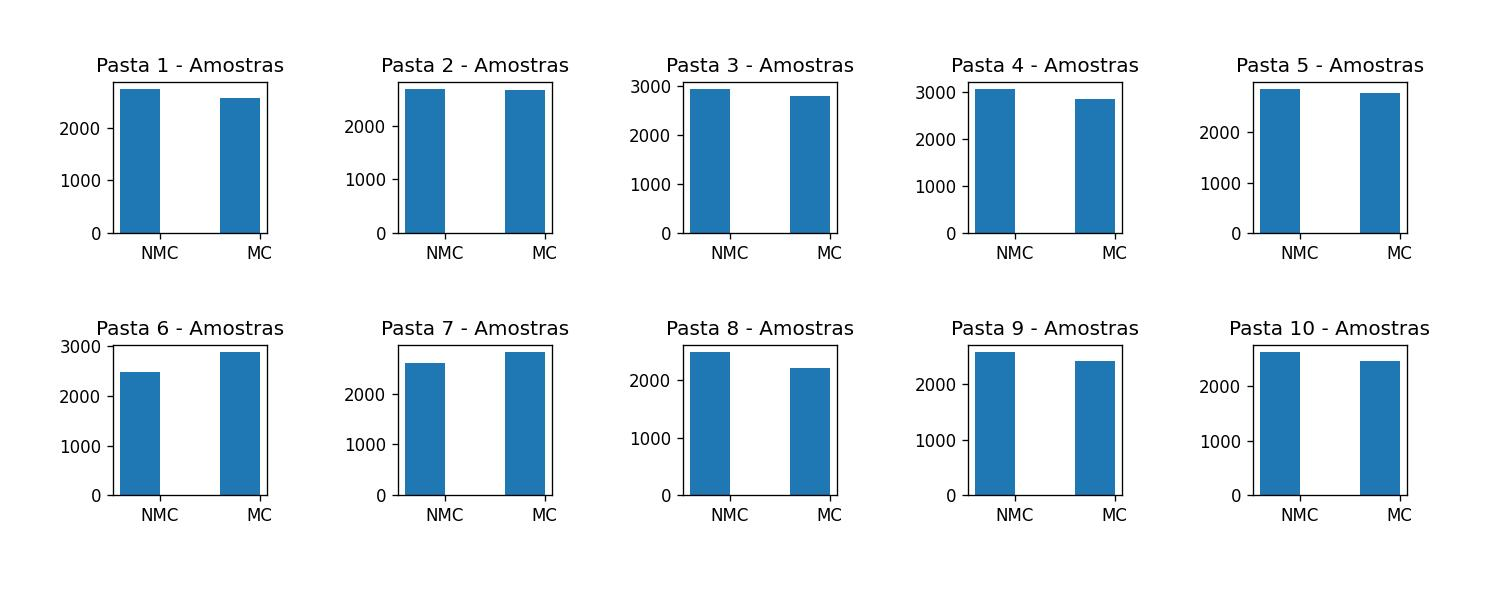 Pasta 1 - Amostras
2000
1000
0
NMC MC
Pasta 2 - Amostras
2000
1000
0
NMC MC
Pasta 3 - Amostras
3000
2000
1000
0
NMC MC
Pasta 4 - Amostras
3000
2000
1000
0
NMC MC
Pasta 5 - Amostras
2000
1000
0
NMC MC
Pasta 6 - Amostras
3000
2000
1000
0
NMC MC
Pasta 7 - Amostras
2000
1000
0
NMC MC
Pasta 8 - Amostras
2000
1000
0
NMC MC
Pasta 9 - Amostras
2000
1000
0
NMC MC
Pasta 10 - Amostras
2000
1000
0
NMC MC